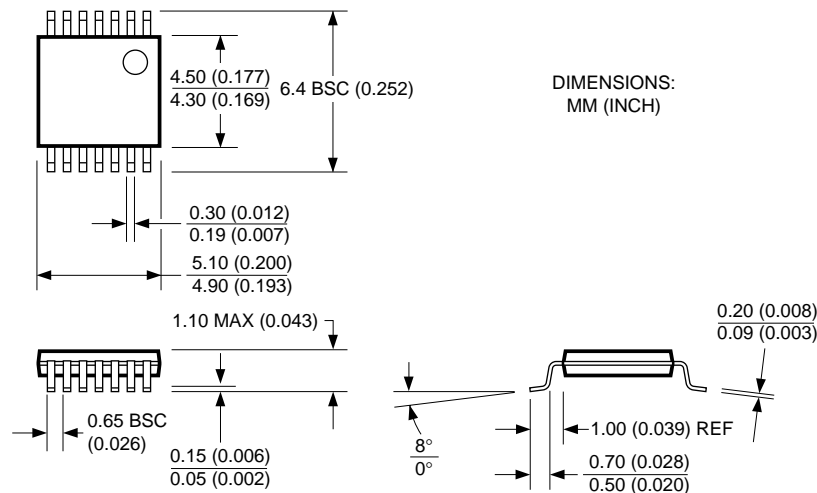 4.50 (0.177)
4.30 (0.169)
6.4 BSC (0.252)
DIMENSIONS:
MM (INCH)
0.30 (0.012)
0.19 (0.007)
5.10 (0.200)
4.90 (0.193)
1.10 MAX (0.043)
0.20 (0.008)
0.09 (0.003)
0.65 BSC
(0.026)
0.15 (0.006)
0.05 (0.002)
8°
0°
1.00 (0.039) REF
0.70 (0.028)
0.50 (0.020)